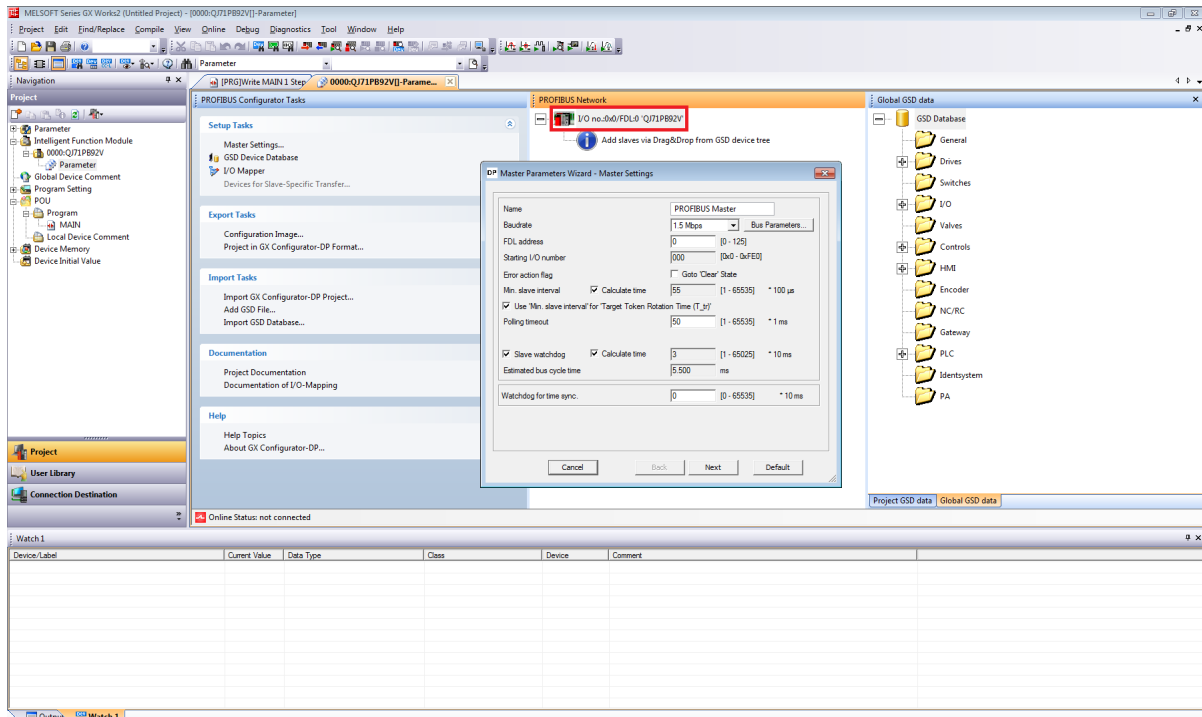 MELSOFT Series GX Works2 (Untitled Project) - [0000:QJ71PB92V[]-Parameter]
Project Edit Find/Replace Compile View Online Debug Diagnostics Tool Window Help
Parameter
Navigation
[PRG]Write MAIN 1 Step
0000:QJ71PB92V[]-Parame...
Project
Parameter
Intelligent Function Module
0000:QJ71PB92V
Parameter
Global Device Comment
Program Setting
POU
Program
MAIN
Local Device Comment
Device Memory
Device Initial Value
Project
User Library
Connection Destination
PROFIBUS Configurator Tasks
Setup Tasks
Master Settings...
GSD Device Database
I/O Mapper
Devices for Slave-Specific Transfer...
Export Tasks
Configuration Image...
Project in GX Configurator-DP Format...
Import Tasks
Import GX Configurator-DP Project...
Add GSD File...
Import GSD Database...
Documentation
Project Documentation
Documentation of I/O-Mapping
Help
Help Topics
About GX Configurator-DP...
Online Status: not connected
PROFIBUS Network
I/O no.:0x0/FDL:0 'QJ71PB92V'
Add slaves via Drag&Drop from GSD device tree
DP Master Parameters Wizard - Master Settings
Name PROFIBUS Master
Baudrate 1.5 Mbps Bus Parameters...
FDL address 0 [0 - 125]
Starting I/O number 000 [0x0 - 0xFE0]
Error action flag Goto 'Clear' State
Min. slave interval Calculate time 55 [1 - 65535] * 100 µs
Use 'Min. slave interval' for 'Target Token Rotation Time (T_tr)'
Polling timeout 50 [1 - 65535] * 1 ms
Slave watchdog Calculate time 3 [1 - 65025] * 10 ms
Estimated bus cycle time 5.500 ms
Watchdog for time sync. 0 [0 - 65535] * 10 ms
Cancel Back Next Default
Global GSD data
GSD Database
General
Drives
Switches
I/O
Valves
Controls
HMI
Encoder
NC/RC
Gateway
PLC
Identsystem
PA
Project GSD data Global GSD data
Watch 1
Device/Label Current Value Data Type Class Device Comment
Output Watch 1